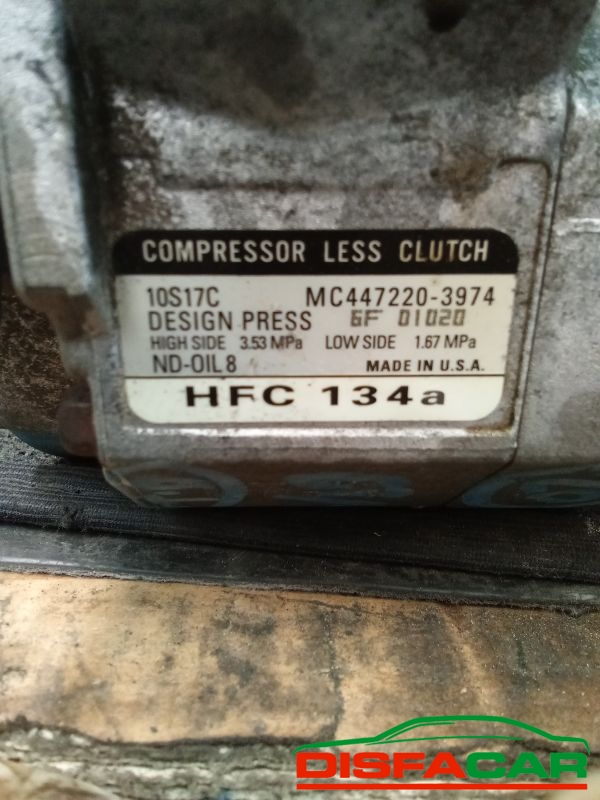 COMPRESSOR LESS CLUTCH
10S17C MC447220-3974
DESIGN PRESS 6F 01020
HIGH SIDE 3.53 MPa LOW SIDE 1.67 MPa
ND-OIL 8 MADE IN U.S.A.
HFC 134a
DISFACAR